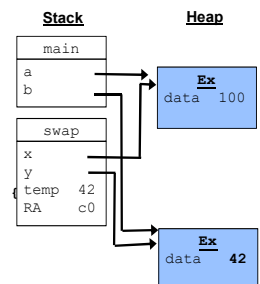 Stack Heap
main
a
b
Ex
data 100
swap
x
y
{ temp 42
RA c0
Ex
data 42